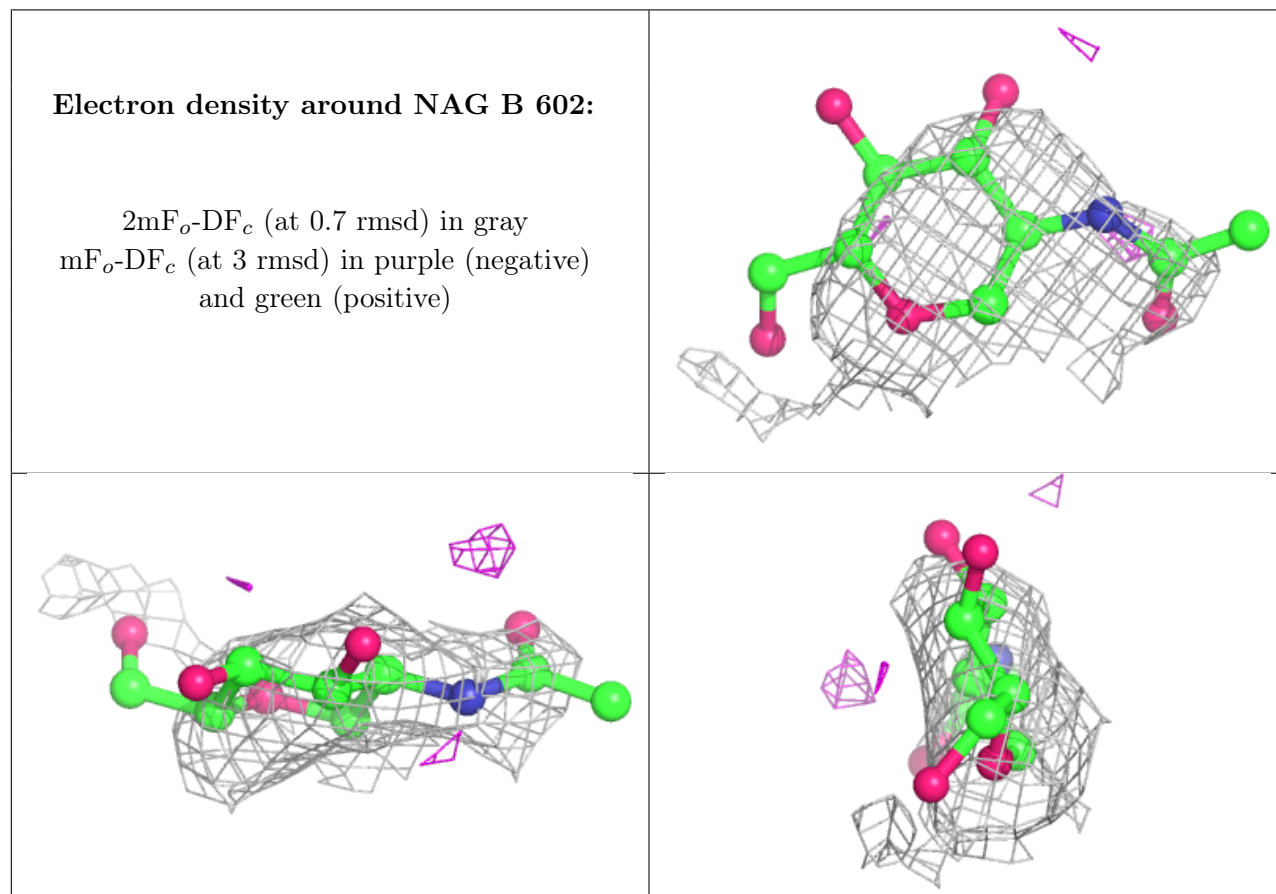 Electron density around NAG B 602:
2mFₒ-DF𝒸 (at 0.7 rmsd) in gray
mFₒ-DF𝒸 (at 3 rmsd) in purple (negative)
and green (positive)